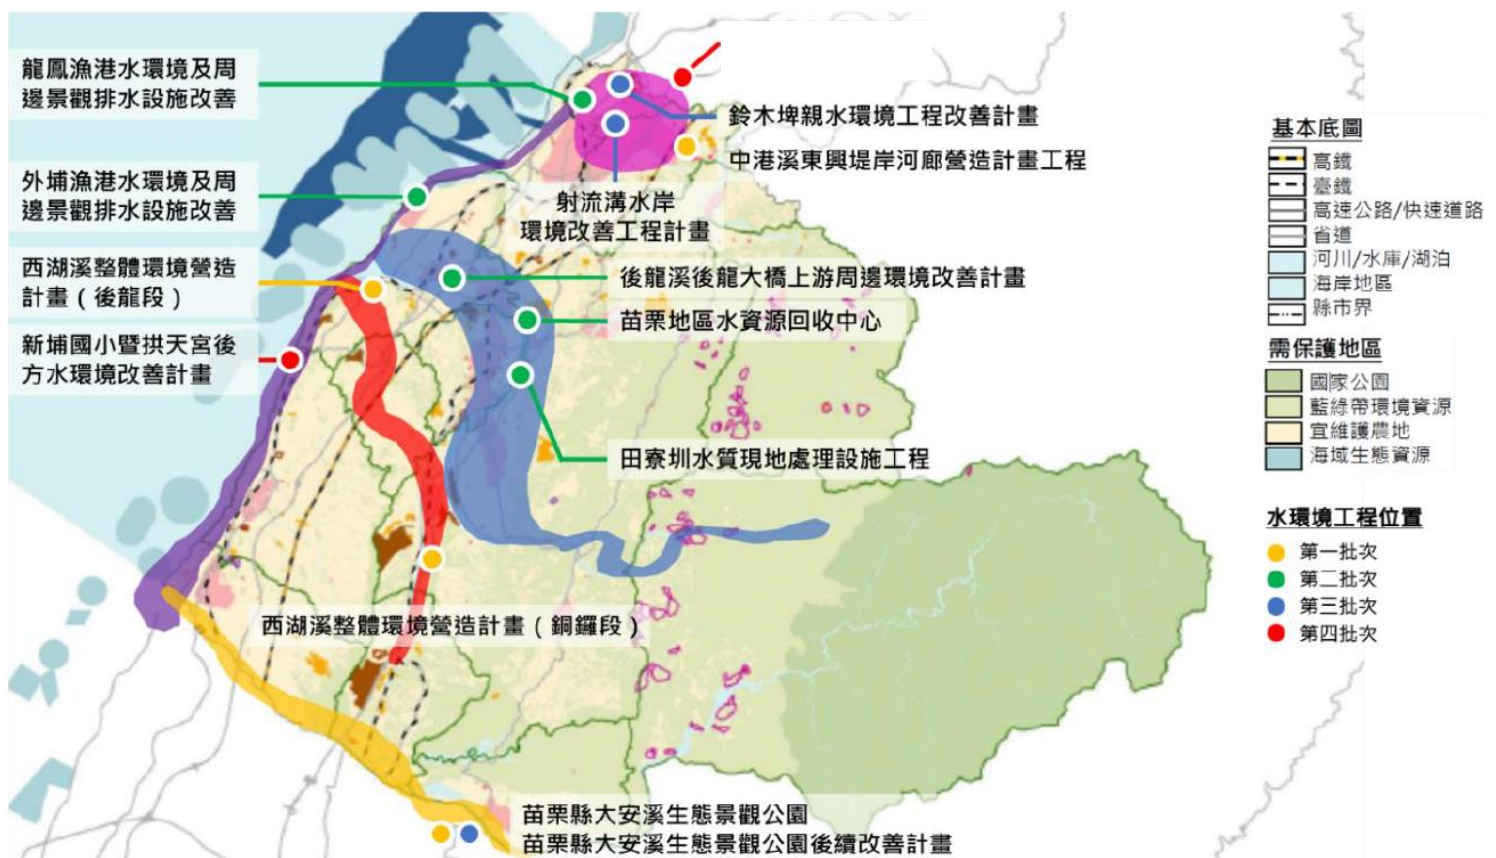 龍鳳漁港水環境及周
邊景觀排水設施改善
外埔漁港水環境及周
邊景觀排水設施改善
西湖溪整體環境營造
計畫（後龍段）
新埔國小暨拱天宮後
方水環境改善計畫
鈴木埤親水環境工程改善計畫
中港溪東興堤岸河廊營造計畫工程
射流溝水岸
環境改善工程計畫
後龍溪後龍大橋上游周邊環境改善計畫
苗栗地區水資源回收中心
田寮圳水質現地處理設施工程
西湖溪整體環境營造計畫（銅鑼段）
苗栗縣大安溪生態景觀公園
苗栗縣大安溪生態景觀公園後續改善計畫
基本底圖
高鐵
臺鐵
高速公路/快速道路
省道
河川/水庫/湖泊
海岸地區
縣市界
需保護地區
國家公園
藍綠帶環境資源
宜維護農地
海域生態資源
水環境工程位置
第一批次
第二批次
第三批次
第四批次